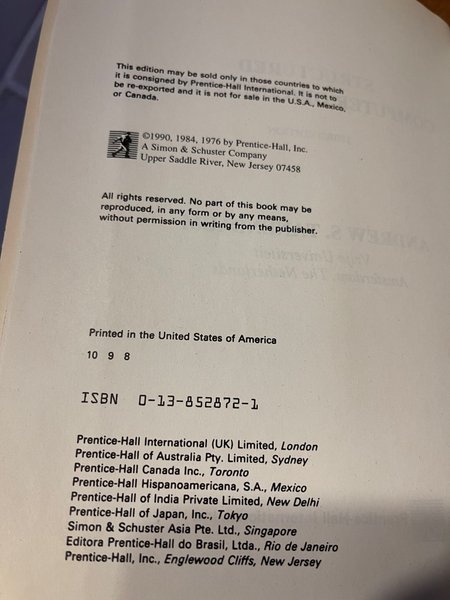 This edition may be sold only in those countries to which
it is consigned by Prentice-Hall International. It is not to
be re-exported and it is not for sale in the U.S.A., Mexico,
or Canada.
©1990, 1984, 1976 by Prentice-Hall, Inc.
A Simon & Schuster Company
Upper Saddle River, New Jersey 07458
All rights reserved. No part of this book may be
reproduced, in any form or by any means,
without permission in writing from the publisher.
Printed in the United States of America
10 9 8
ISBN 0-13-852872-1
Prentice-Hall International (UK) Limited, London
Prentice-Hall of Australia Pty. Limited, Sydney
Prentice-Hall Canada Inc., Toronto
Prentice-Hall Hispanoamericana, S.A., Mexico
Prentice-Hall of India Private Limited, New Delhi
Prentice-Hall of Japan, Inc., Tokyo
Simon & Schuster Asia Pte. Ltd., Singapore
Editora Prentice-Hall do Brasil, Ltda., Rio de Janeiro
Prentice-Hall, Inc., Englewood Cliffs, New Jersey